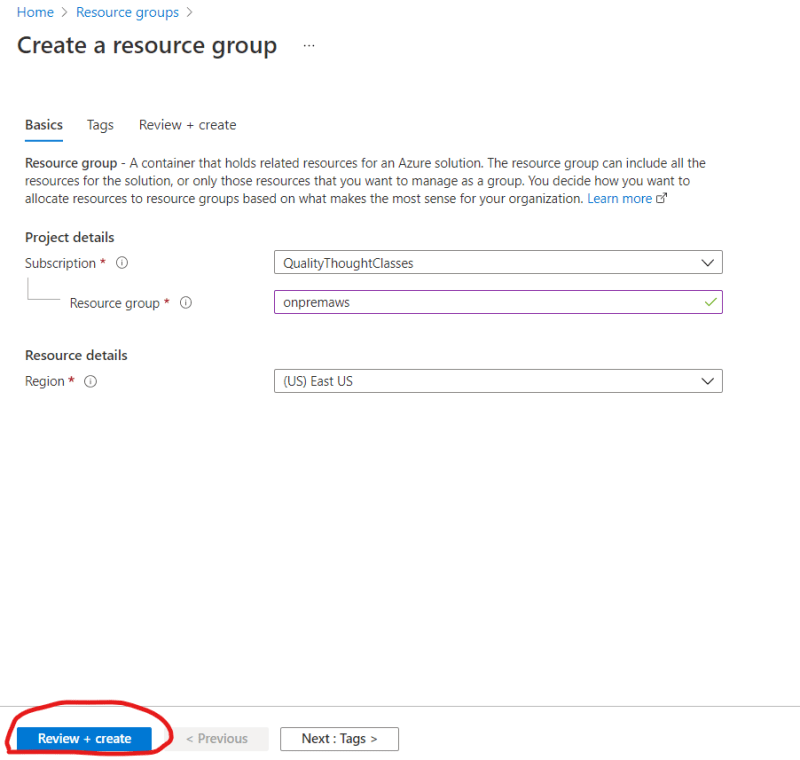 Home > Resource groups >
Create a resource group ...
Basics Tags Review + create
Resource group - A container that holds related resources for an Azure solution. The resource group can include all the
resources for the solution, or only those resources that you want to manage as a group. You decide how you want to
allocate resources to resource groups based on what makes the most sense for your organization. Learn more
Project details
Subscription * QualityThoughtClasses
Resource group * onpremaws
Resource details
Region * (US) East US
Review + create < Previous Next : Tags >